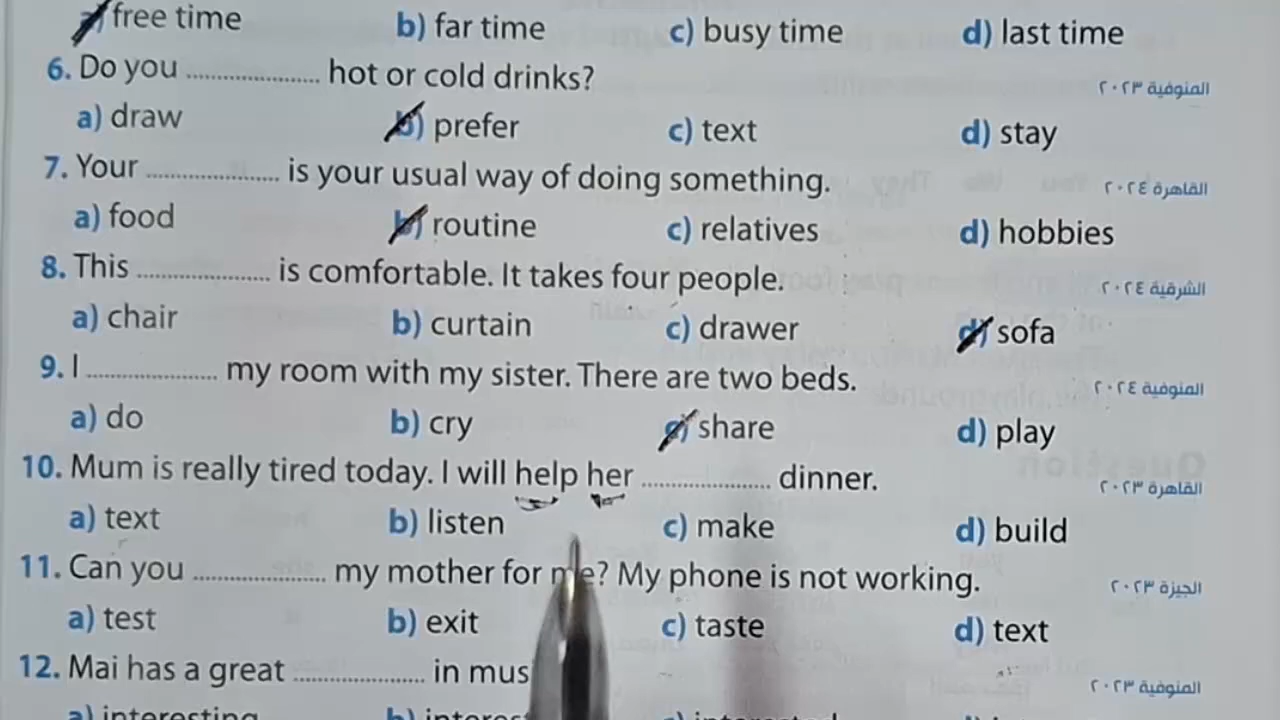 a) free time b) far time c) busy time d) last time
6. Do you .................... hot or cold drinks? المنوفية ٢٠٢٣
a) draw b) prefer c) text d) stay
7. Your .................... is your usual way of doing something. القاهرة ٢٠٢٤
a) food b) routine c) relatives d) hobbies
8. This .................... is comfortable. It takes four people. الشرقية ٢٠٢٤
a) chair b) curtain c) drawer d) sofa
9. I .................... my room with my sister. There are two beds. المنوفية ٢٠٢٤
a) do b) cry c) share d) play
10. Mum is really tired today. I will help her .................... dinner. القاهرة ٢٠٢٣
a) text b) listen c) make d) build
11. Can you .................... my mother for me? My phone is not working. الجيزة ٢٠٢٣
a) test b) exit c) taste d) text
12. Mai has a great .................... in المنوفية ٢٠٢٣
a) interesting b) c) interested